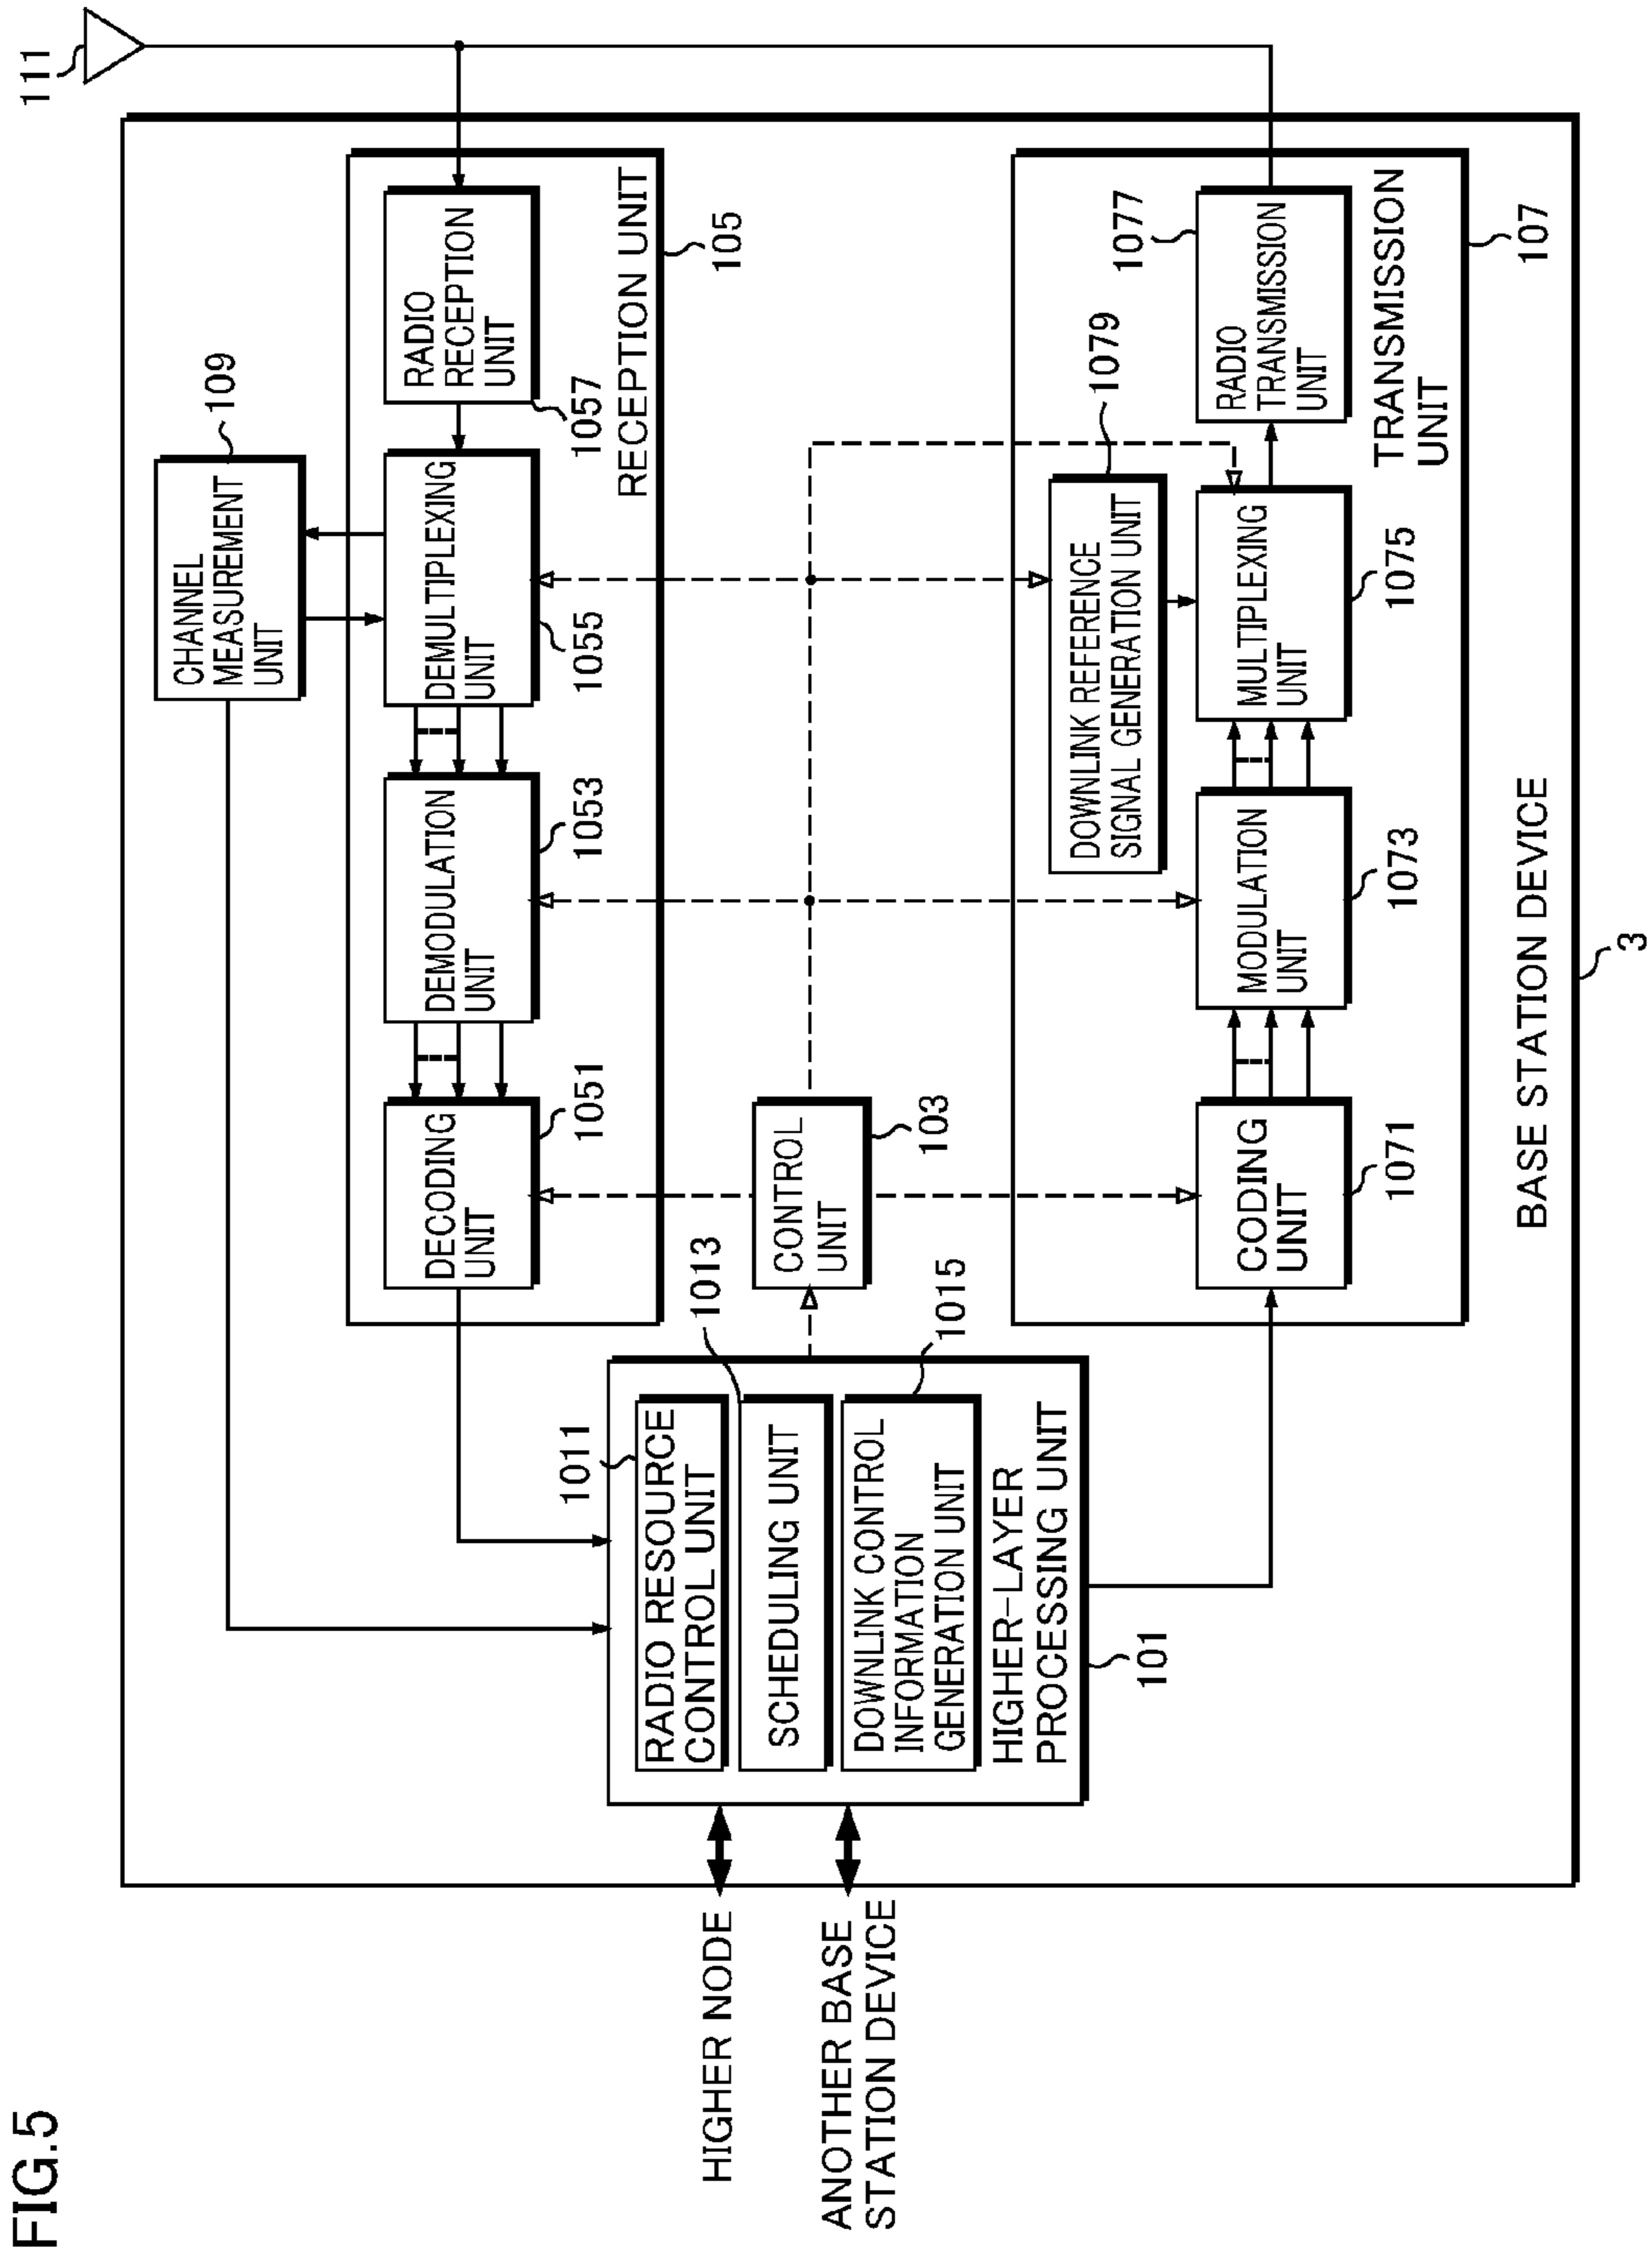 FIG.5
111
109
CHANNEL
MEASUREMENT
UNIT
DECODING
UNIT
1051
DEMODULATION
UNIT
1053
DEMULTIPLEXING
UNIT
1055
RADIO
RECEPTION
UNIT
1057
RECEPTION UNIT
105
HIGHER NODE
ANOTHER BASE
STATION DEVICE
1011
RADIO RESOURCE
CONTROL UNIT
1013
SCHEDULING UNIT
1015
DOWNLINK CONTROL
INFORMATION
GENERATION UNIT
HIGHER-LAYER
PROCESSING UNIT
101
CONTROL
UNIT
103
DOWNLINK REFERENCE
SIGNAL GENERATION UNIT
1079
CODING
UNIT
1071
MODULATION
UNIT
1073
MULTIPLEXING
UNIT
1075
1077
RADIO
TRANSMISSION
UNIT
TRANSMISSION
UNIT
107
BASE STATION DEVICE
3